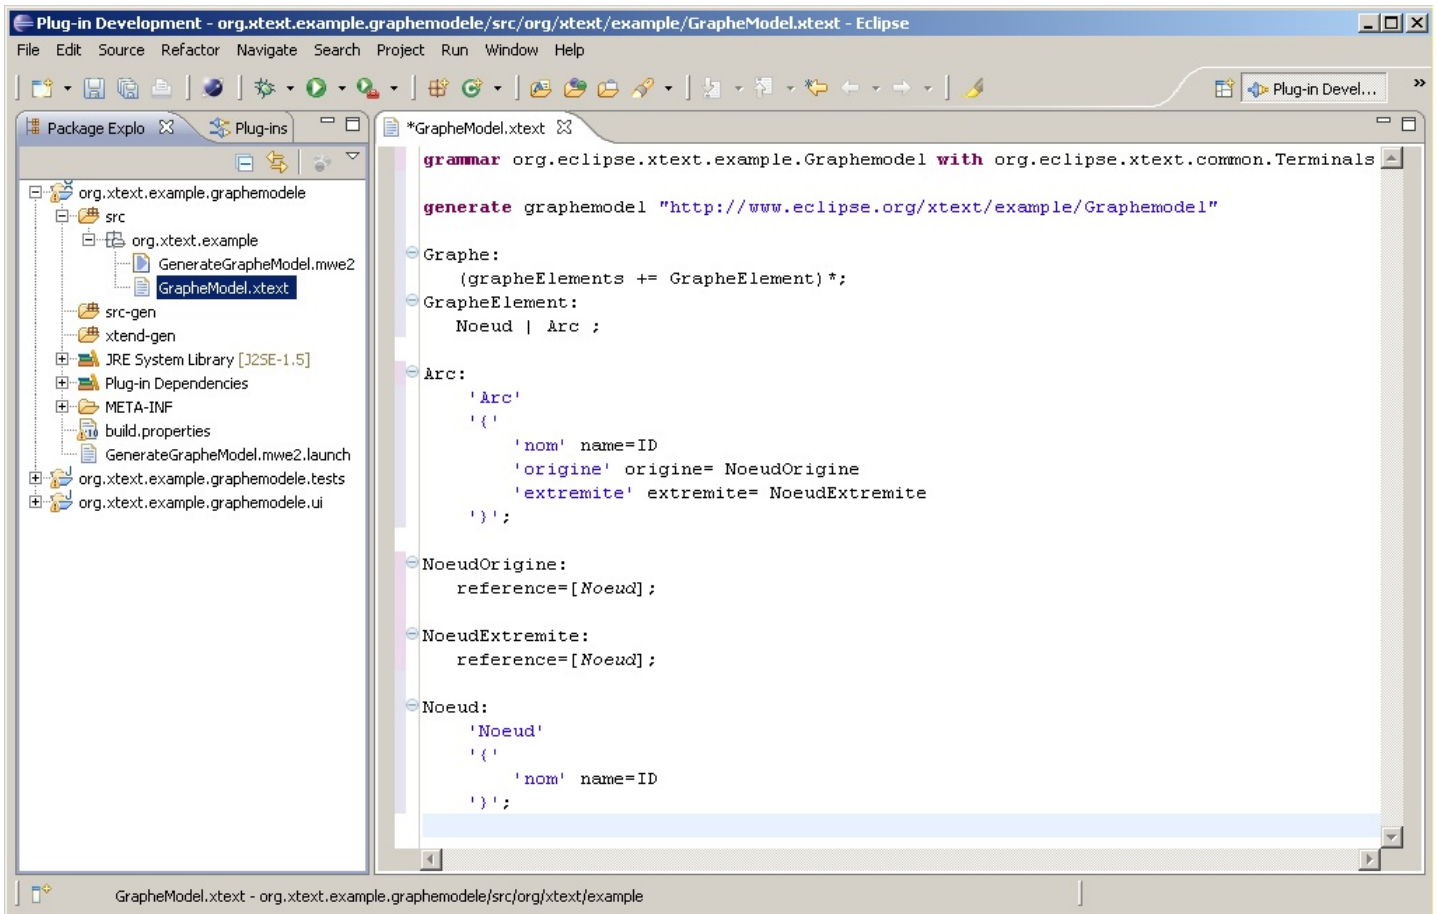 Plug-in Development - org.xtext.example.graphemodele/src/org/xtext/example/GrapheModel.xtext - Eclipse
File Edit Source Refactor Navigate Search Project Run Window Help
Plug-in Devel... »
Package Explo Plug-ins
*GrapheModel.xtext
org.xtext.example.graphemodele
src
org.xtext.example
GenerateGrapheModel.mwe2
GrapheModel.xtext
src-gen
xtend-gen
JRE System Library [J2SE-1.5]
Plug-in Dependencies
META-INF
build.properties
GenerateGrapheModel.mwe2.launch
org.xtext.example.graphemodele.tests
org.xtext.example.graphemodele.ui
grammar org.eclipse.xtext.example.Graphemodel with org.eclipse.xtext.common.Terminals
generate graphemodel "http://www.eclipse.org/xtext/example/Graphemodel"
Graphe:
(grapheElements += GrapheElement)*;
GrapheElement:
Noeud | Arc ;
Arc:
'Arc'
'{'
'nom' name=ID
'origine' origine= NoeudOrigine
'extremite' extremite= NoeudExtremite
'}';
NoeudOrigine:
reference=[Noeud];
NoeudExtremite:
reference=[Noeud];
Noeud:
'Noeud'
'{'
'nom' name=ID
'}';
GrapheModel.xtext - org.xtext.example.graphemodele/src/org/xtext/example